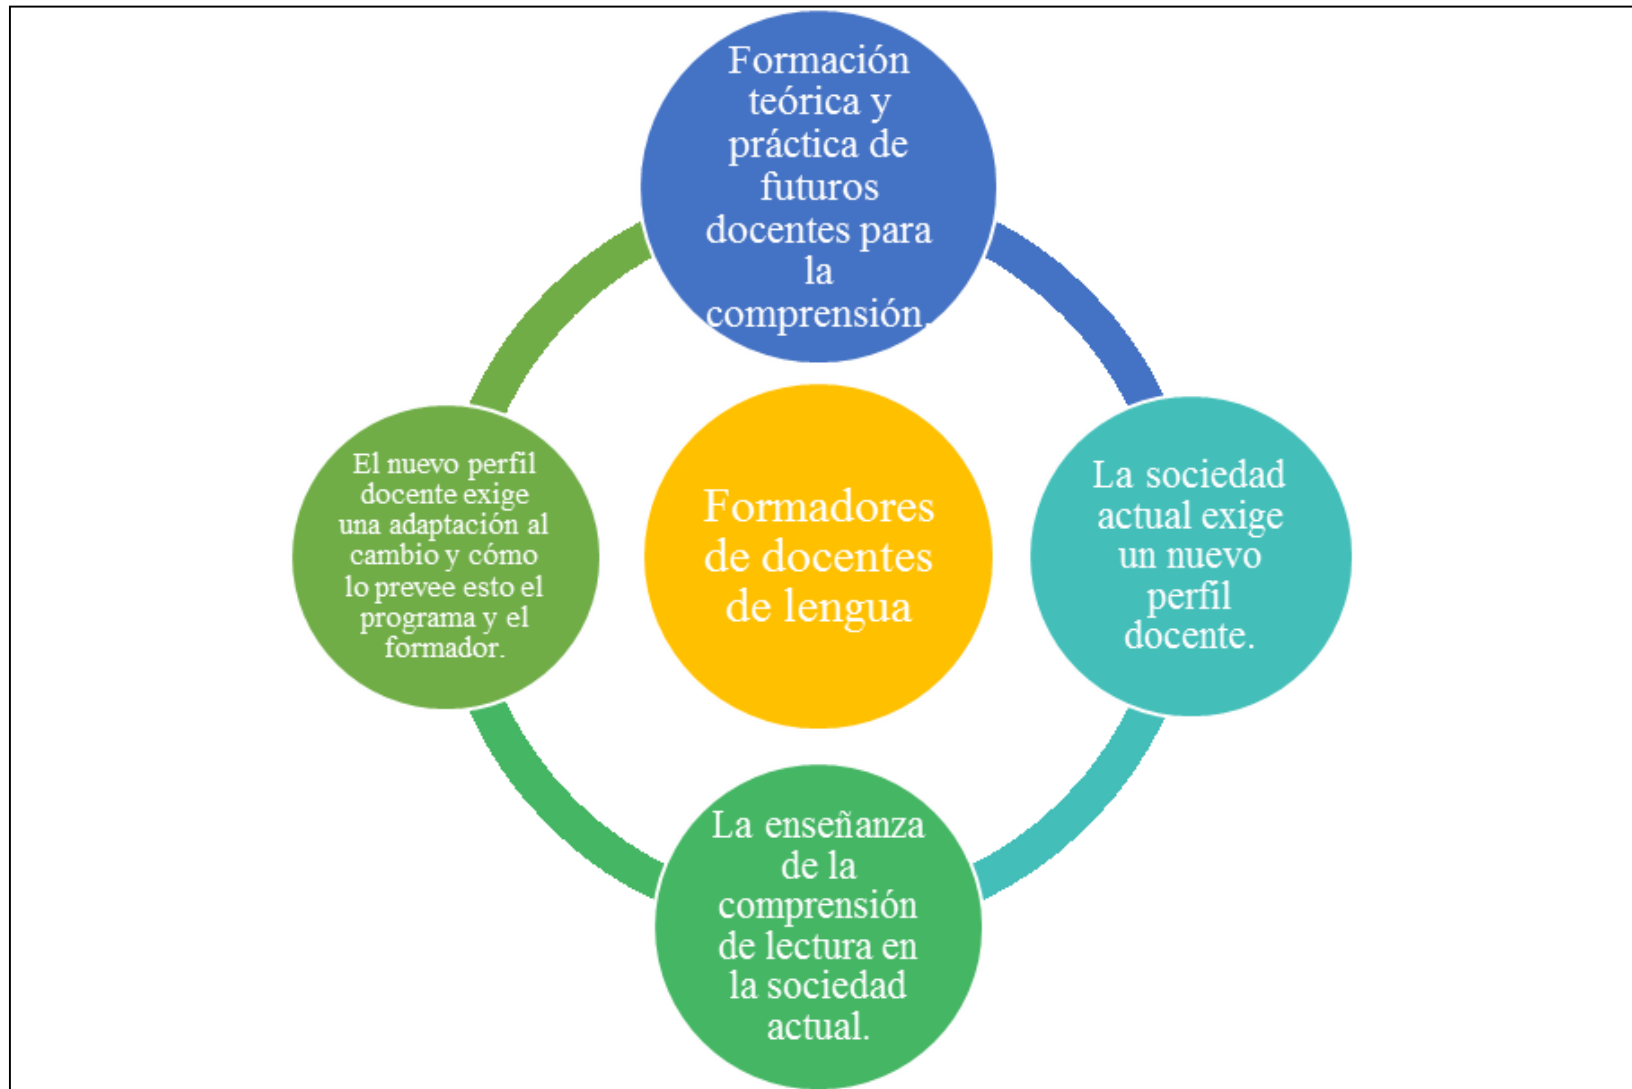 Formación
teórica y
práctica de
futuros
docentes para
la
comprensión.
El nuevo perfil
docente exige
una adaptación al
cambio y cómo
lo prevee esto el
programa y el
formador.
Formadores
de docentes
de lengua
La sociedad
actual exige
un nuevo
perfil
docente.
La enseñanza
de la
comprensión
de lectura en
la sociedad
actual.